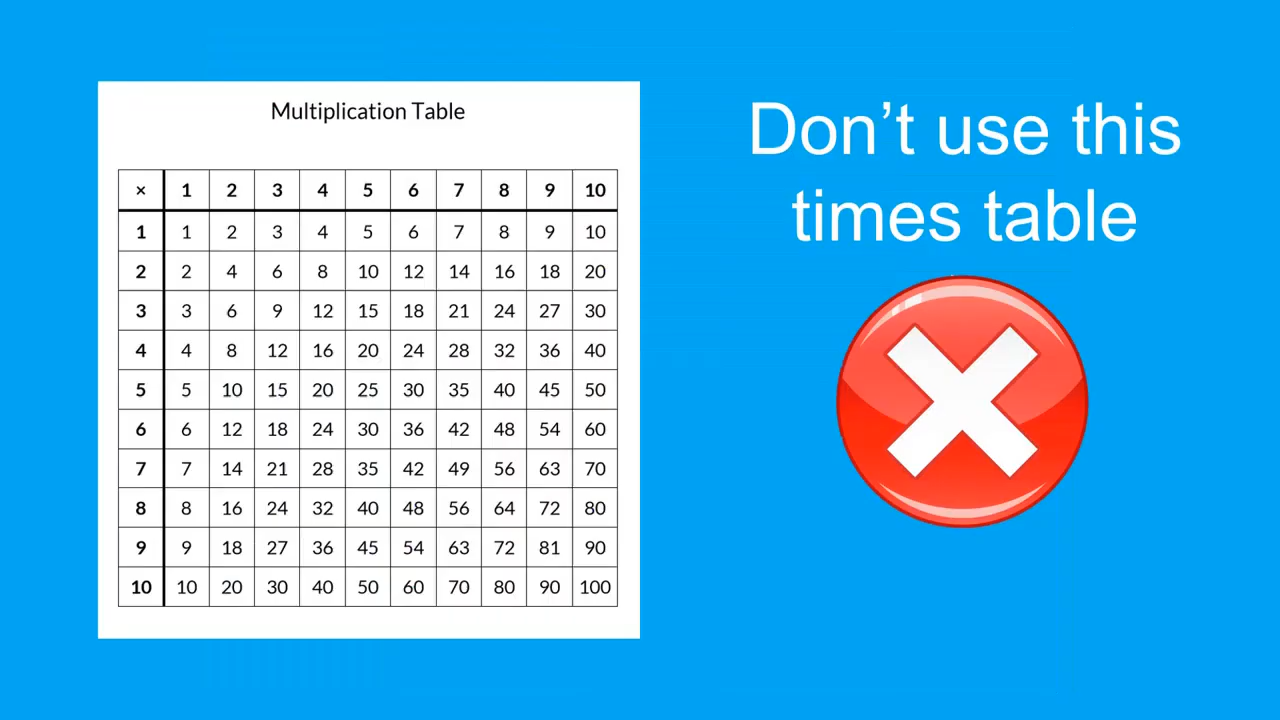 Multiplication Table
× 1 2 3 4 5 6 7 8 9 10
1 1 2 3 4 5 6 7 8 9 10
2 2 4 6 8 10 12 14 16 18 20
3 3 6 9 12 15 18 21 24 27 30
4 4 8 12 16 20 24 28 32 36 40
5 5 10 15 20 25 30 35 40 45 50
6 6 12 18 24 30 36 42 48 54 60
7 7 14 21 28 35 42 49 56 63 70
8 8 16 24 32 40 48 56 64 72 80
9 9 18 27 36 45 54 63 72 81 90
10 10 20 30 40 50 60 70 80 90 100
Don’t use this
times table